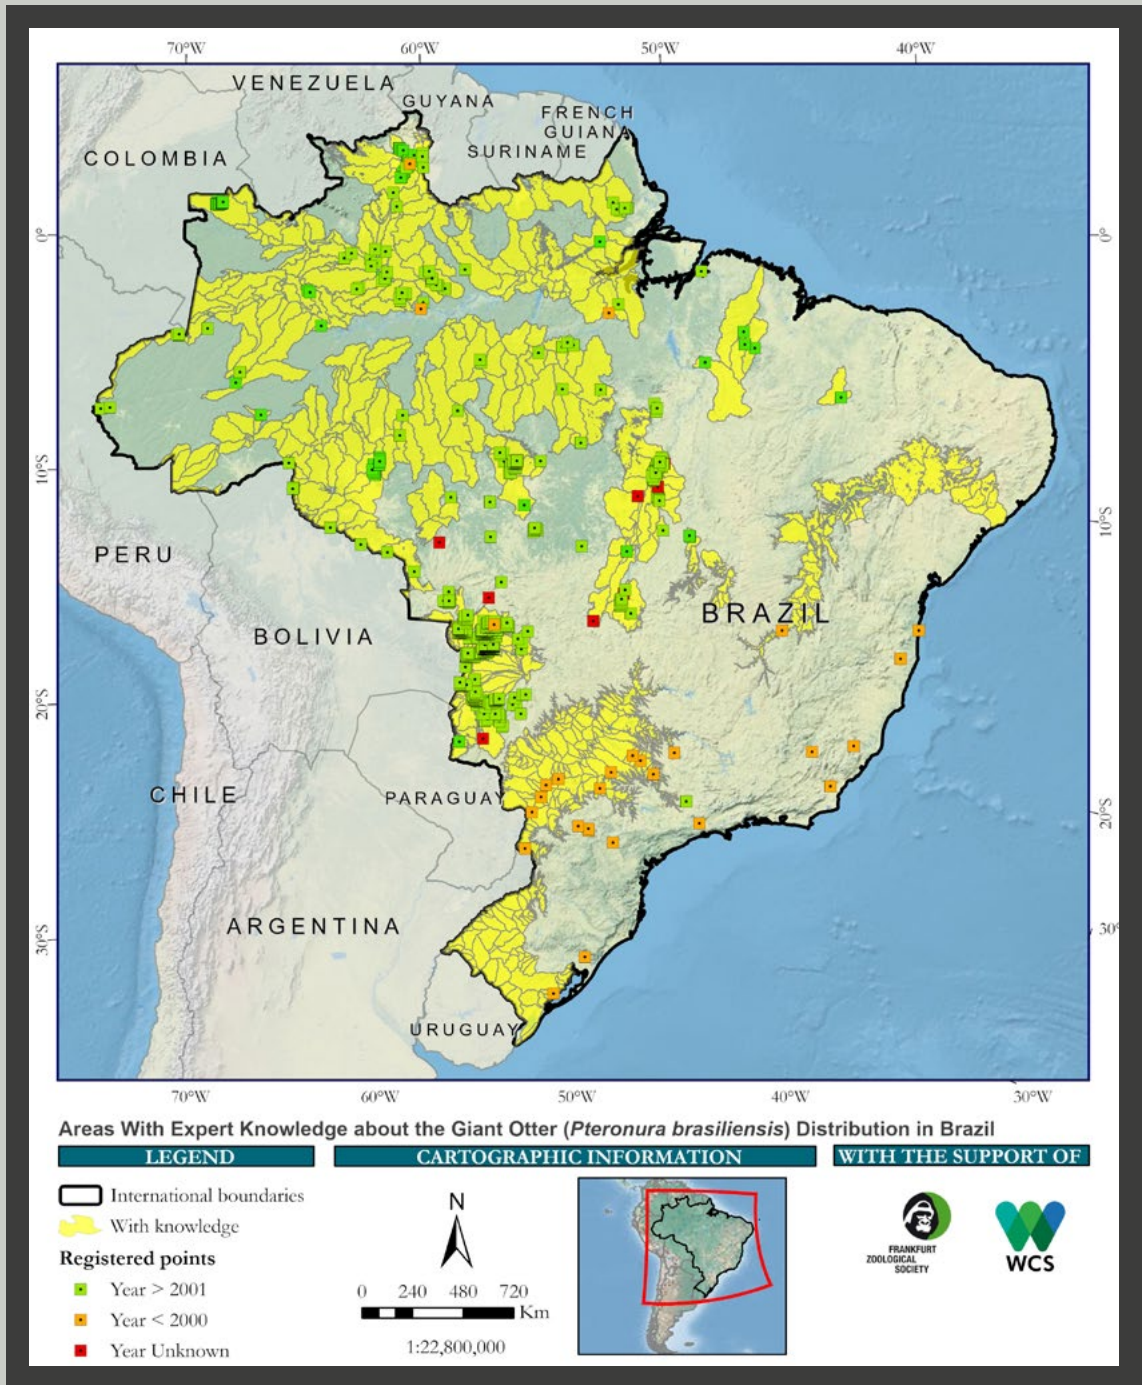 70°W 60°W 50°W 40°W
VENEZUELA
GUYANA
FRENCH
GUIANA
SURINAME
COLOMBIA
0° 0°
10°S 10°S
PERU
BOLIVIA
BRAZIL
20°S
CHILE
PARAGUAY
20°S
ARGENTINA
30°S 30°
URUGUAY
70°W 60°W 50°W 40°W 30°W
Areas With Expert Knowledge about the Giant Otter (Pteronura brasiliensis) Distribution in Brazil
LEGEND
International boundaries
With knowledge
Registered points
Year > 2001
Year < 2000
Year Unknown
CARTOGRAPHIC INFORMATION
N
0 240 480 720
Km
1:22,800,000
WITH THE SUPPORT OF
FRANKFURT
ZOOLOGICAL
SOCIETY
WCS